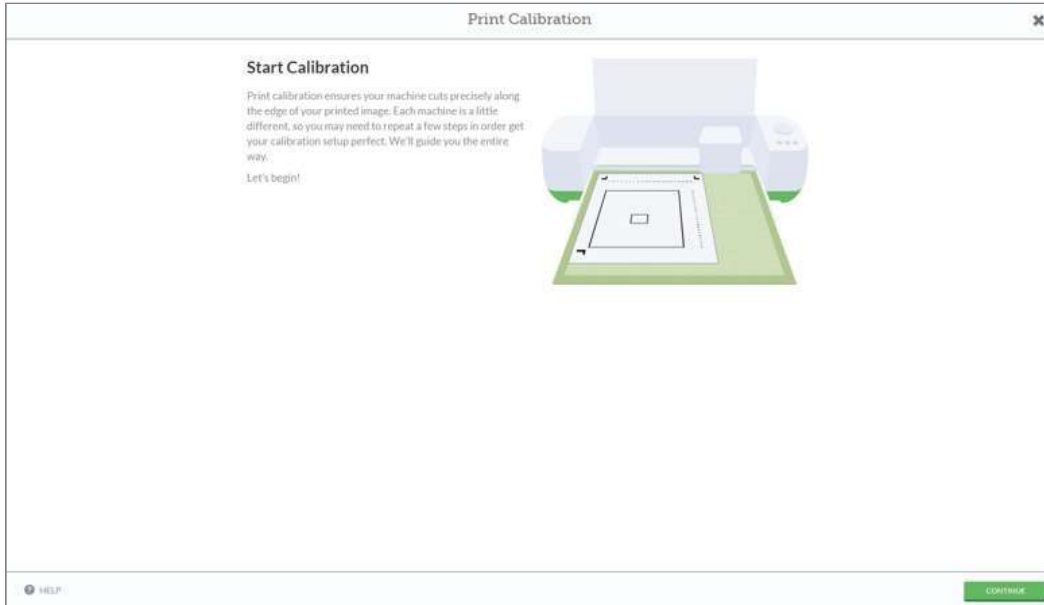 Print Calibration
Start Calibration
Print calibration ensures your machine cuts precisely along
the edge of your printed image. Each machine is a little
different, so you may need to repeat a few steps in order get
your calibration setup perfect. We'll guide you the entire
way.
Let's begin!
HELP
CONTINUE